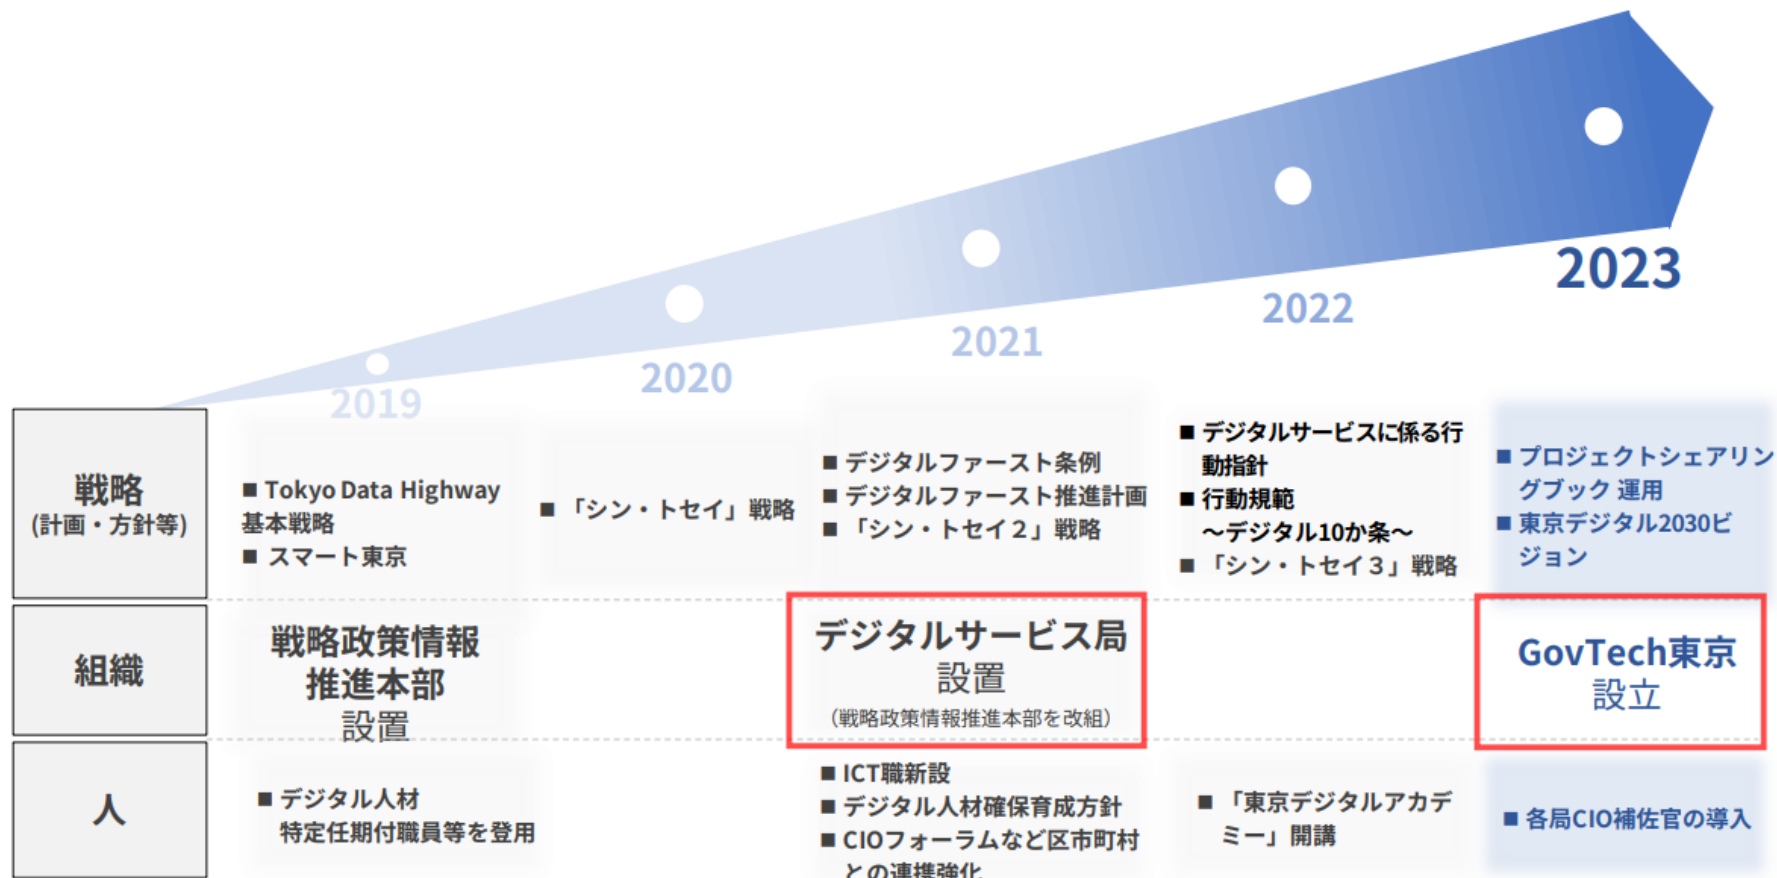 2019
2020
2021
2022
2023
戦略
(計画・方針等)
■ Tokyo Data Highway
基本戦略
■ スマート東京
■ 「シン・トセイ」戦略
■ デジタルファースト条例
■ デジタルファースト推進計画
■ 「シン・トセイ２」戦略
■ デジタルサービスに係る行
動指針
■ 行動規範
～デジタル10か条～
■ 「シン・トセイ３」戦略
■ プロジェクトシェアリン
グブック 運用
■ 東京デジタル2030ビ
ジョン
組織
戦略政策情報
推進本部
設置
デジタルサービス局
設置
（戦略政策情報推進本部を改組）
GovTech東京
設立
人
■ デジタル人材
特定任期付職員等を登用
■ ICT職新設
■ デジタル人材確保育成方針
■ CIOフォーラムなど区市町村
との連携強化
■ 「東京デジタルアカデ
ミー」開講
■ 各局CIO補佐官の導入